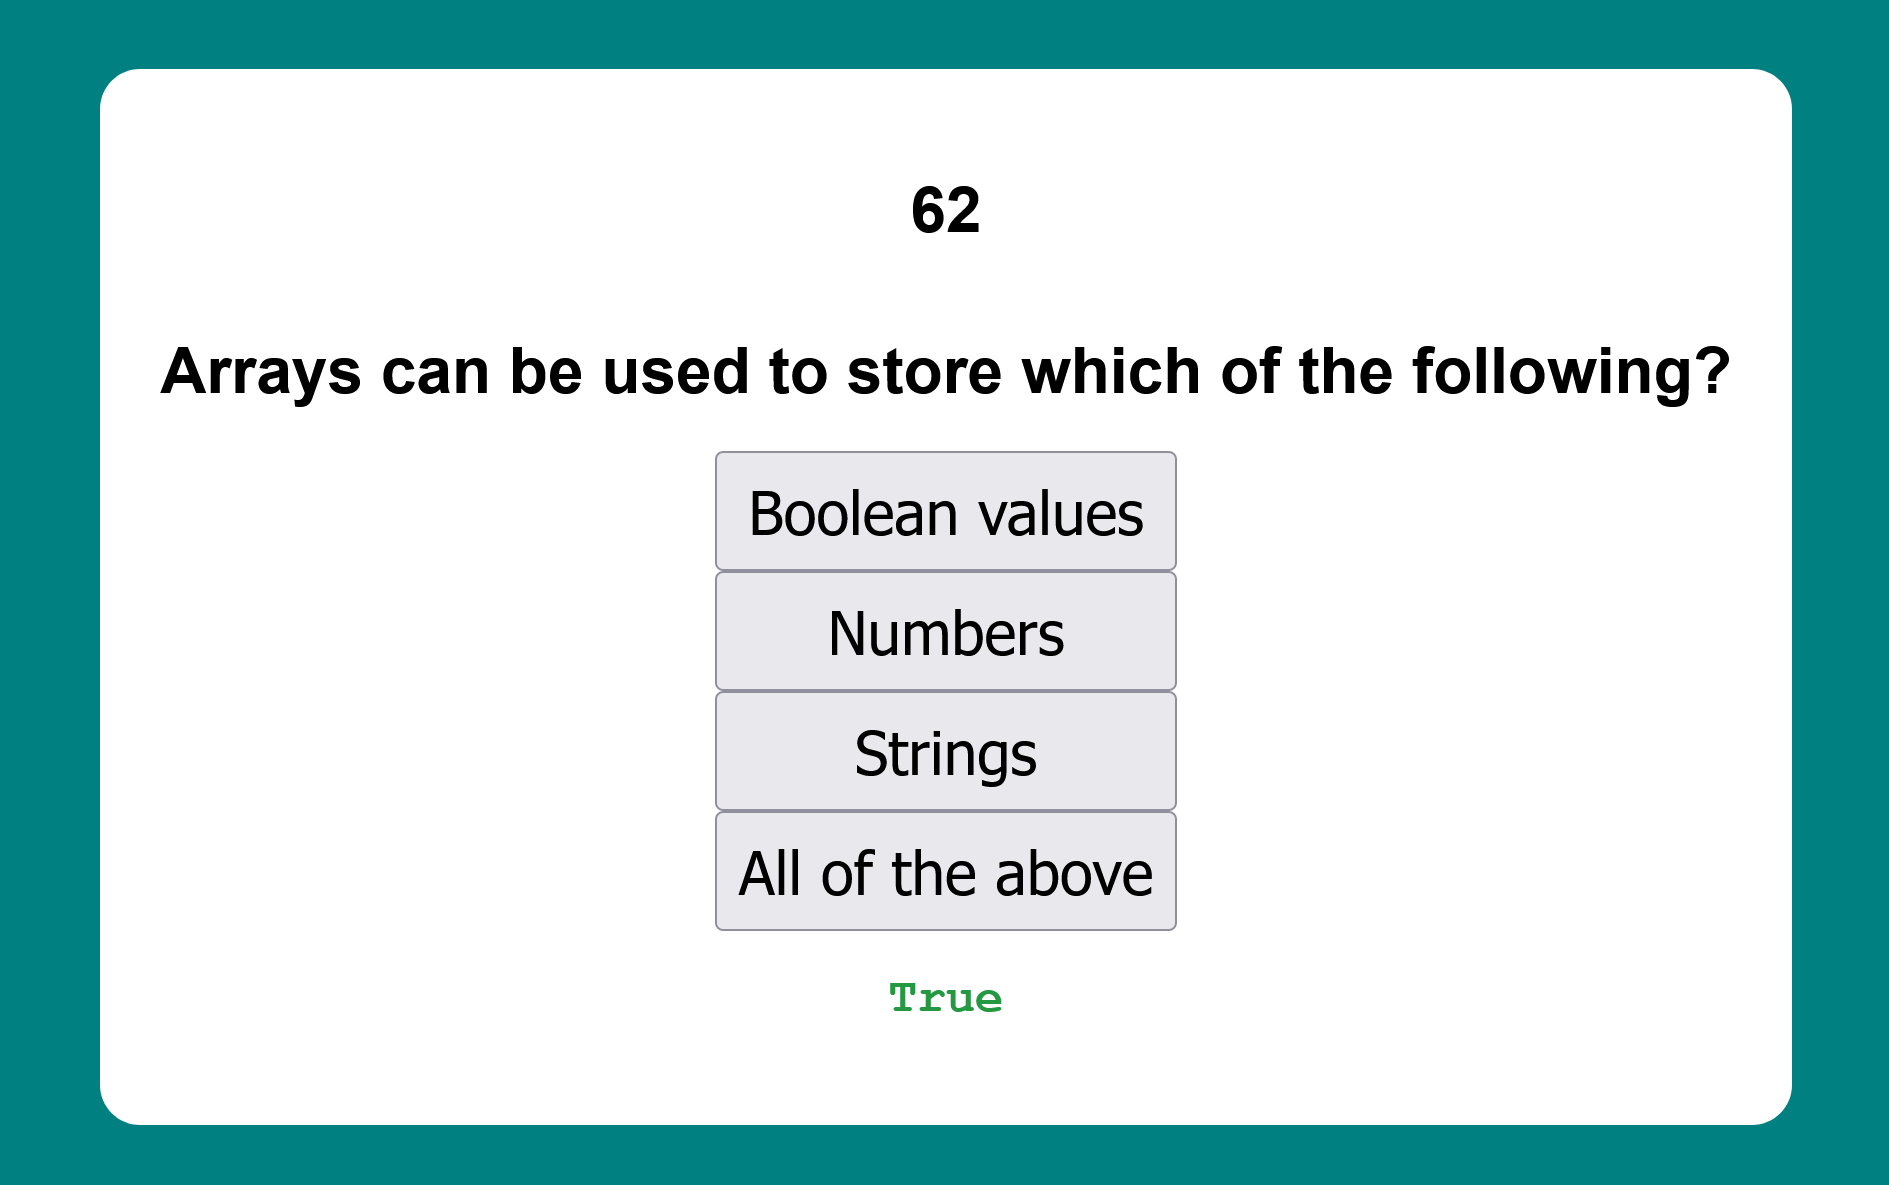 62
Arrays can be used to store which of the following?
Boolean values
Numbers
Strings
All of the above
True